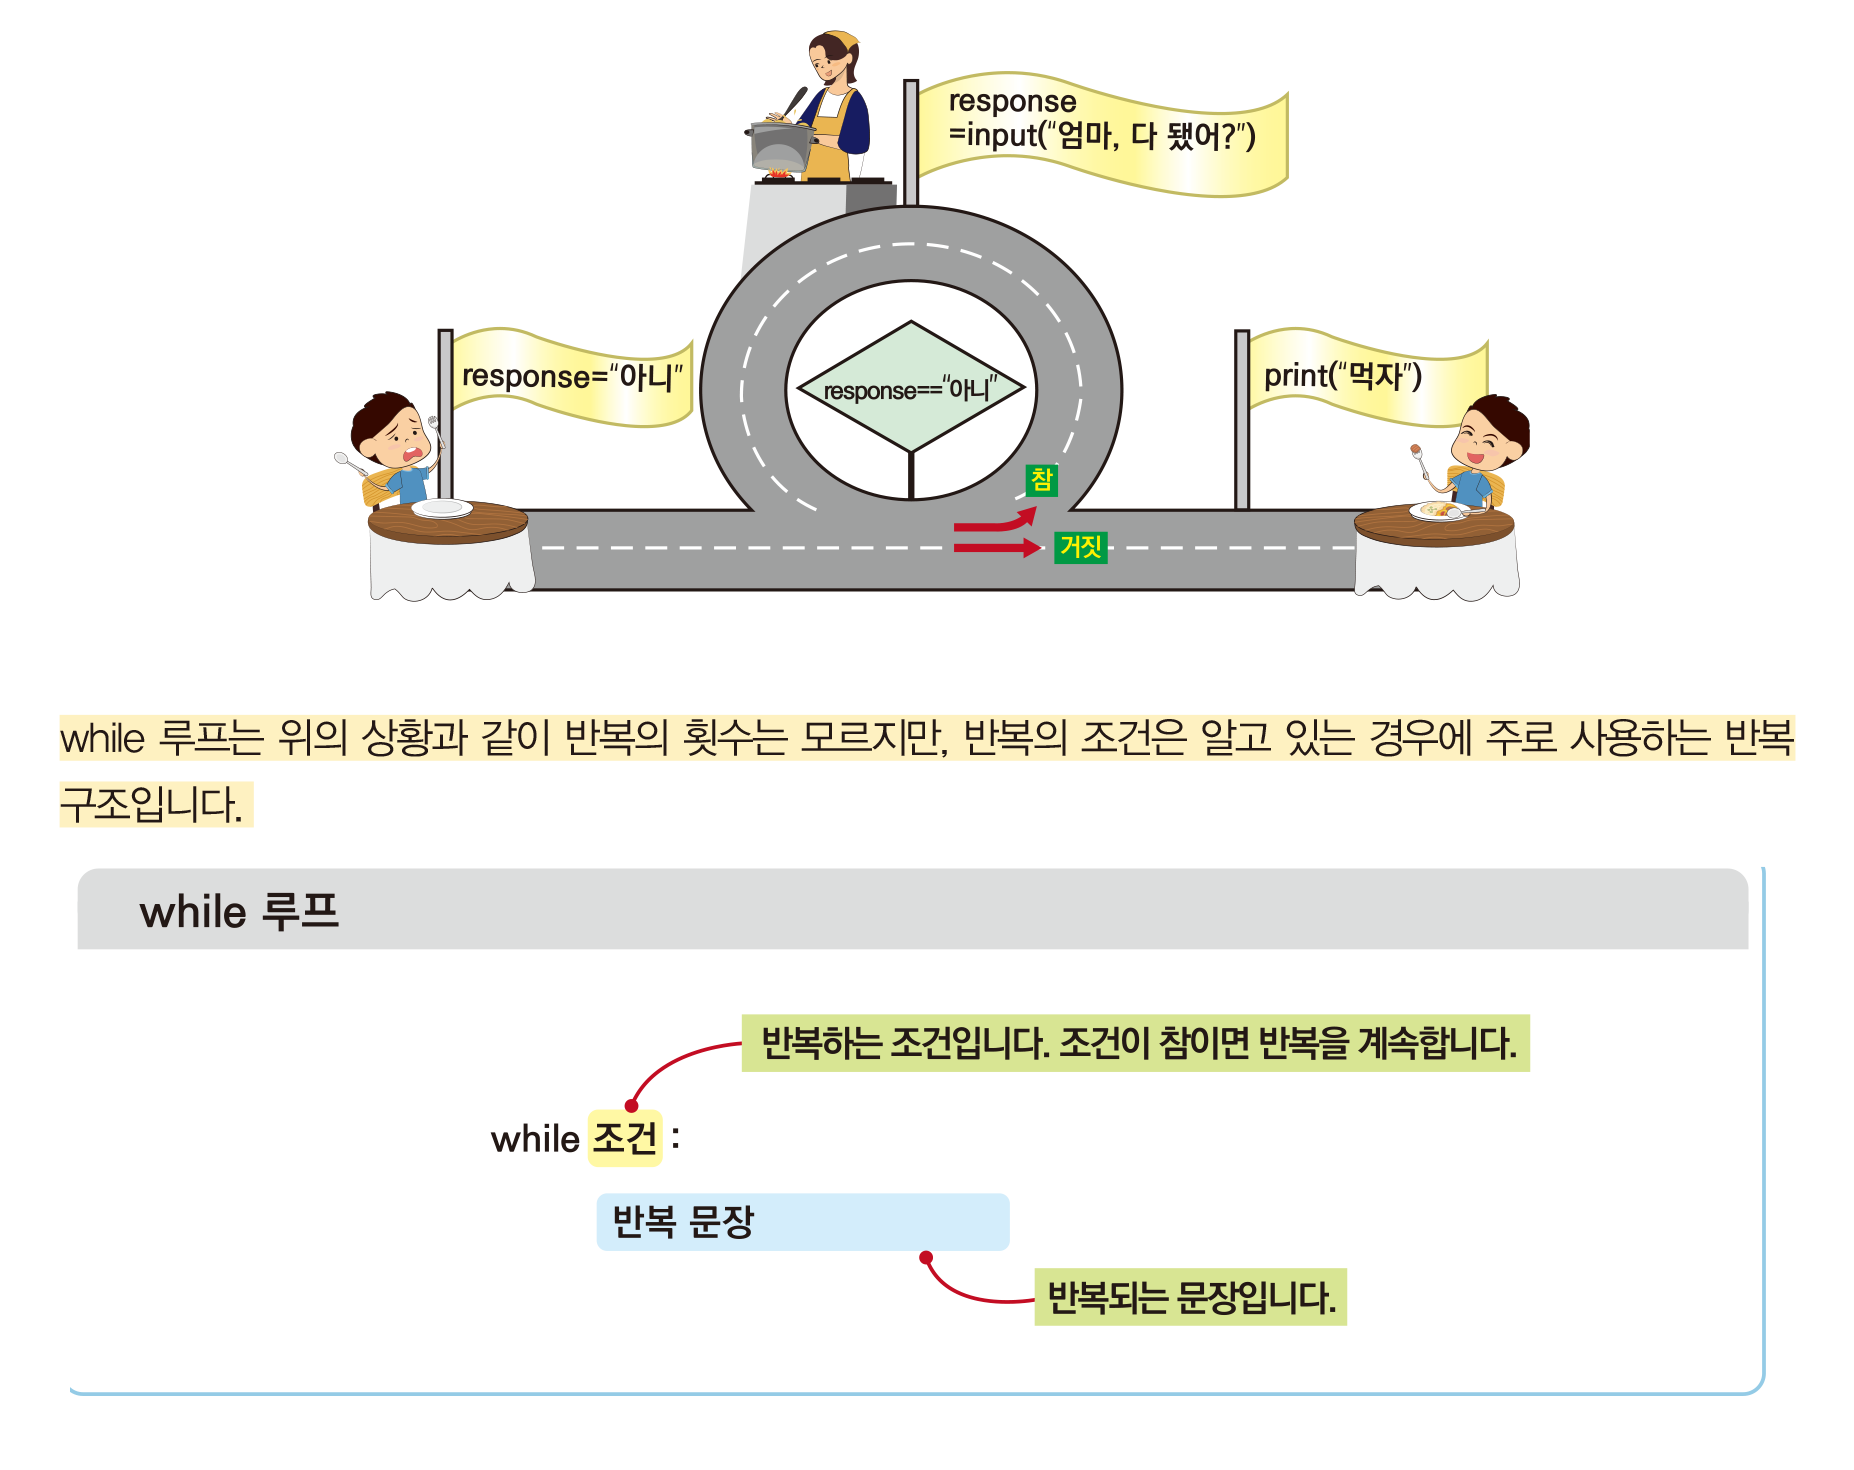 response
=input("엄마, 다 됐어?")
response="아니"
response=="아니"
print("먹자")
참
거짓
while 루프는 위의 상황과 같이 반복의 횟수는 모르지만, 반복의 조건은 알고 있는 경우에 주로 사용하는 반복
구조입니다.
while 루프
반복하는 조건입니다. 조건이 참이면 반복을 계속합니다.
while 조건 :
반복 문장
반복되는 문장입니다.